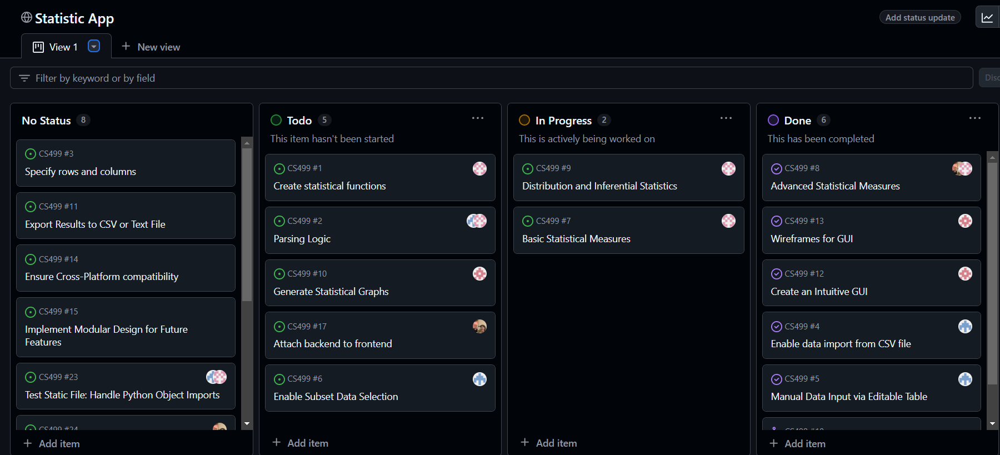 Statistic App
Add status update
View 1
New view
Filter by keyword or by field
No Status 8
CS499 #3
Specify rows and columns
CS499 #11
Export Results to CSV or Text File
CS499 #14
Ensure Cross-Platform compatibility
CS499 #15
Implement Modular Design for Future
Features
CS499 #23
Test Static File: Handle Python Object Imports
CS499 #24
Add item
Todo 5
This item hasn't been started
CS499 #1
Create statistical functions
CS499 #2
Parsing Logic
CS499 #10
Generate Statistical Graphs
CS499 #17
Attach backend to frontend
CS499 #6
Enable Subset Data Selection
Add item
In Progress 2
This is actively being worked on
CS499 #9
Distribution and Inferential Statistics
CS499 #7
Basic Statistical Measures
Add item
Done 6
This has been completed
CS499 #8
Advanced Statistical Measures
CS499 #13
Wireframes for GUI
CS499 #12
Create an Intuitive GUI
CS499 #4
Enable data import from CSV file
CS499 #5
Manual Data Input via Editable Table
Add item